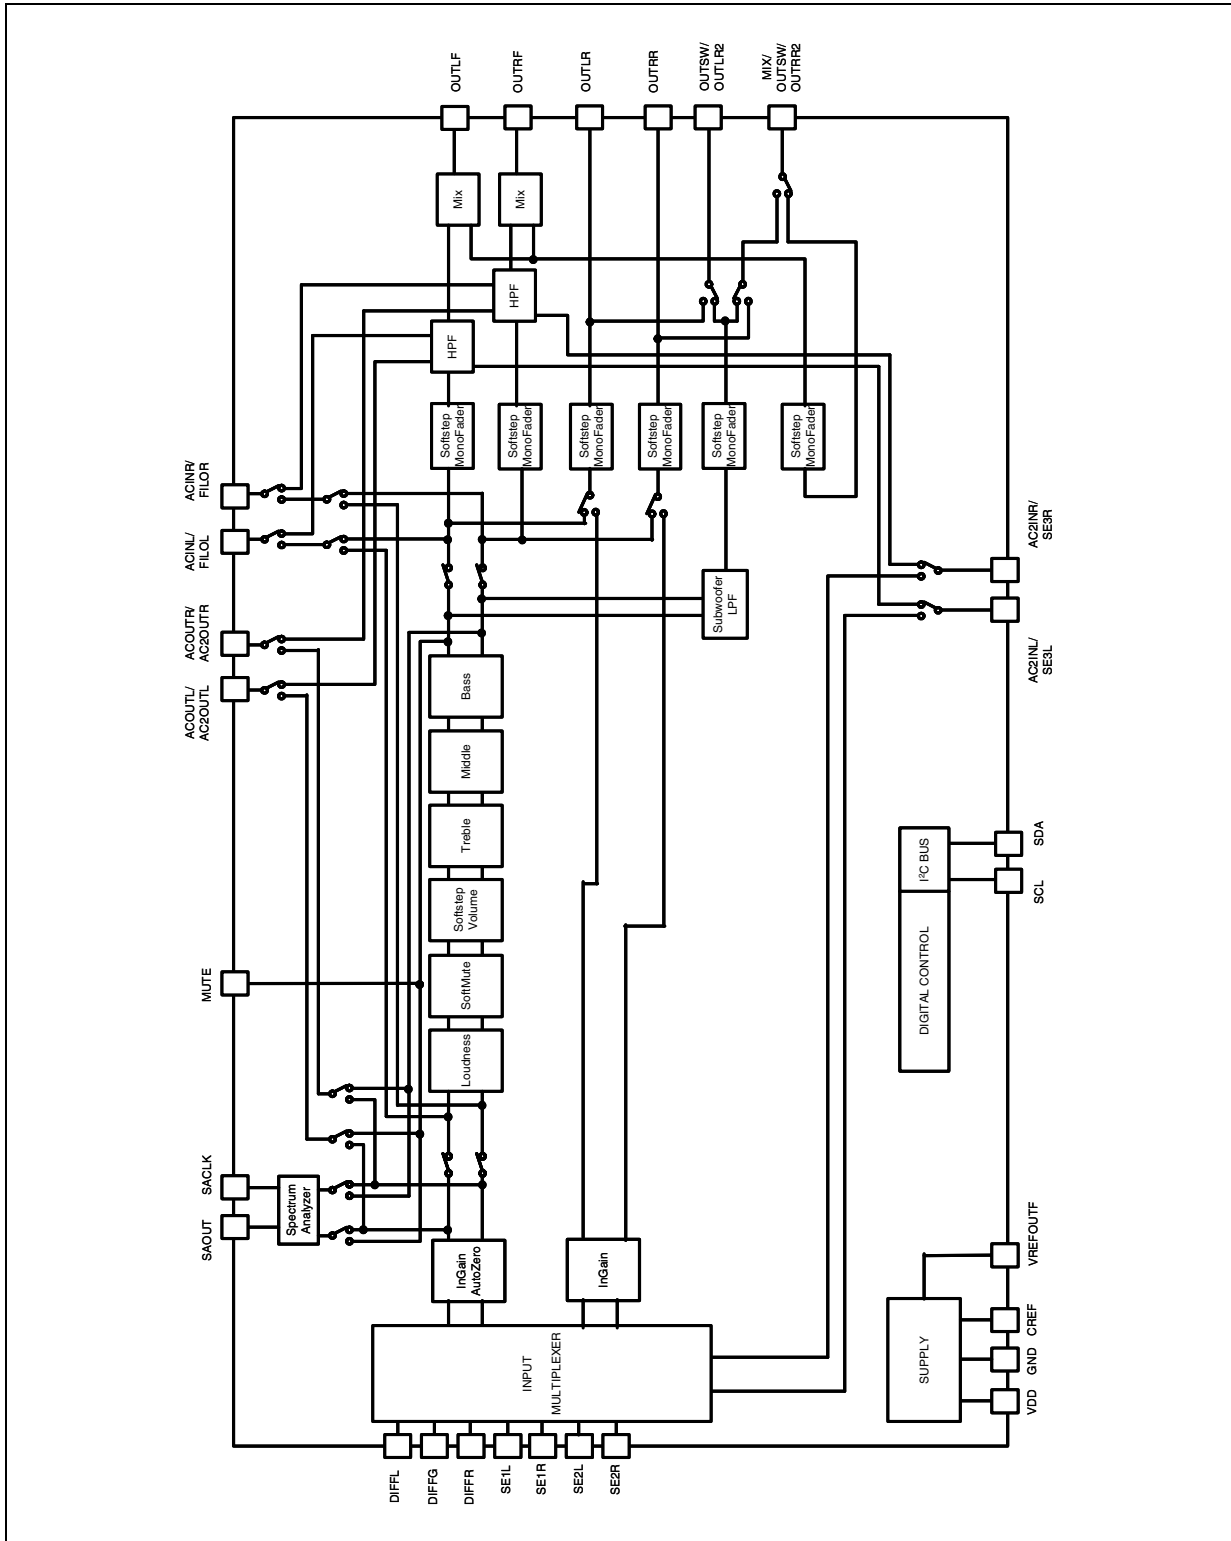 OUTLF
OUTRF
OUTLR
OUTRR
OUTSW/
OUTLR2
MIX/
OUTSW/
OUTRR2
Mix
Mix
HPF
HPF
Softstep
MonoFader
Softstep
MonoFader
Softstep
MonoFader
Softstep
MonoFader
Softstep
MonoFader
Softstep
MonoFader
ACINR/
FILOR
ACINL/
FILOL
ACOUTR/
AC2OUTR
ACOUTL/
AC2OUTL
MUTE
SACLK
SAOUT
AC2INR/
SE3R
AC2INL/
SE3L
Subwoofer
LPF
Bass
Middle
Treble
Softstep
Volume
SoftMute
Loudness
Spectrum
Analyzer
InGain
AutoZero
InGain
INPUT
MULTIPLEXER
I²C BUS
DIGITAL CONTROL
SDA
SCL
SUPPLY
VREFOUTF
CREF
GND
VDD
DIFFL
DIFFG
DIFFR
SE1L
SE1R
SE2L
SE2R